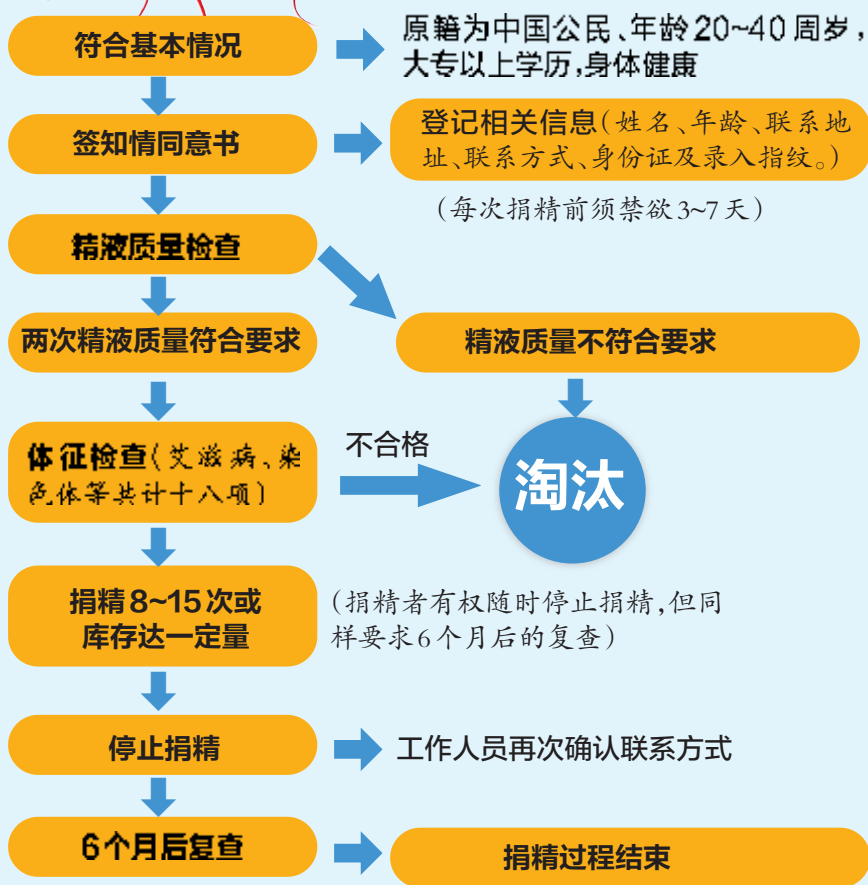 符合基本情况
原籍为中国公民、年龄20~40周岁，
大专以上学历,身体健康
签知情同意书
登记相关信息(姓名、年龄、联系地
址、联系方式、身份证及录入指纹。)
(每次捐精前须禁欲3~7天)
精液质量检查
两次精液质量符合要求
精液质量不符合要求
体征检查(艾滋病、染
色体等共计十八项)
不合格
淘汰
捐精8~15次或
库存达一定量
(捐精者有权随时停止捐精,但同
样要求6个月后的复查)
停止捐精
工作人员再次确认联系方式
6个月后复查
捐精过程结束